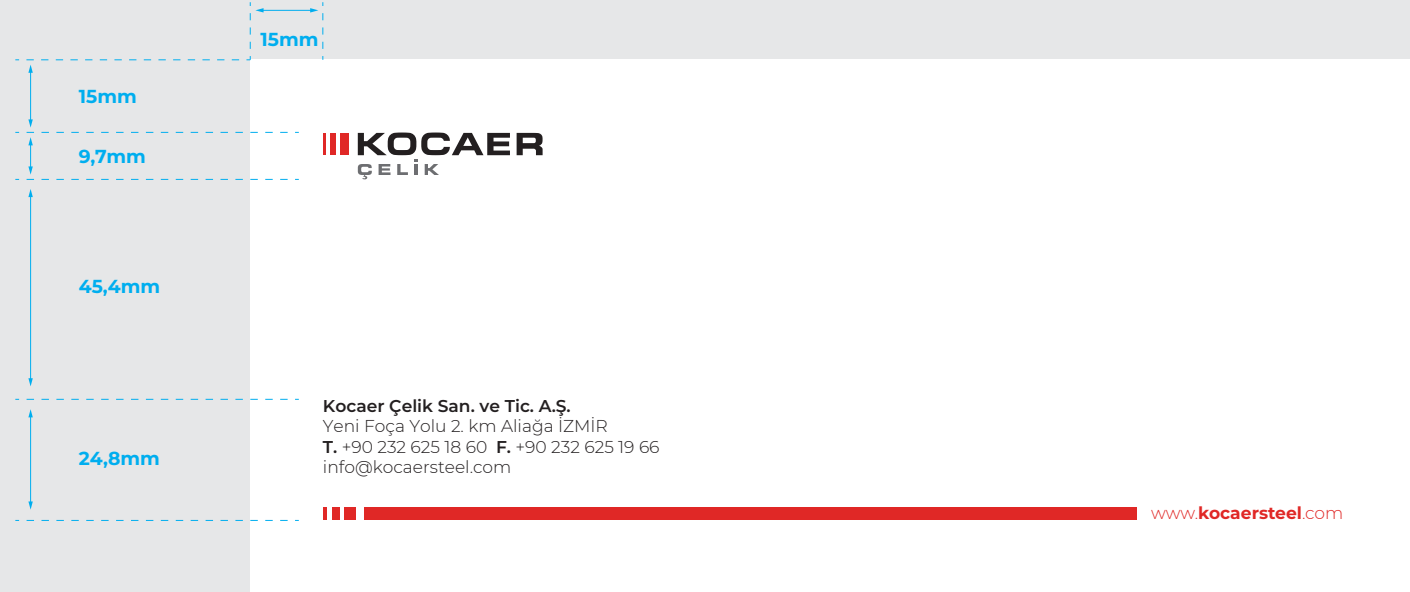 15mm
15mm
9,7mm
KOCAER
ÇELİK
45,4mm
Kocaer Çelik San. ve Tic. A.Ş.
Yeni Foça Yolu 2. km Aliağa İZMİR
T. +90 232 625 18 60 F. +90 232 625 19 66
info@kocaersteel.com
24,8mm
www.kocaersteel.com